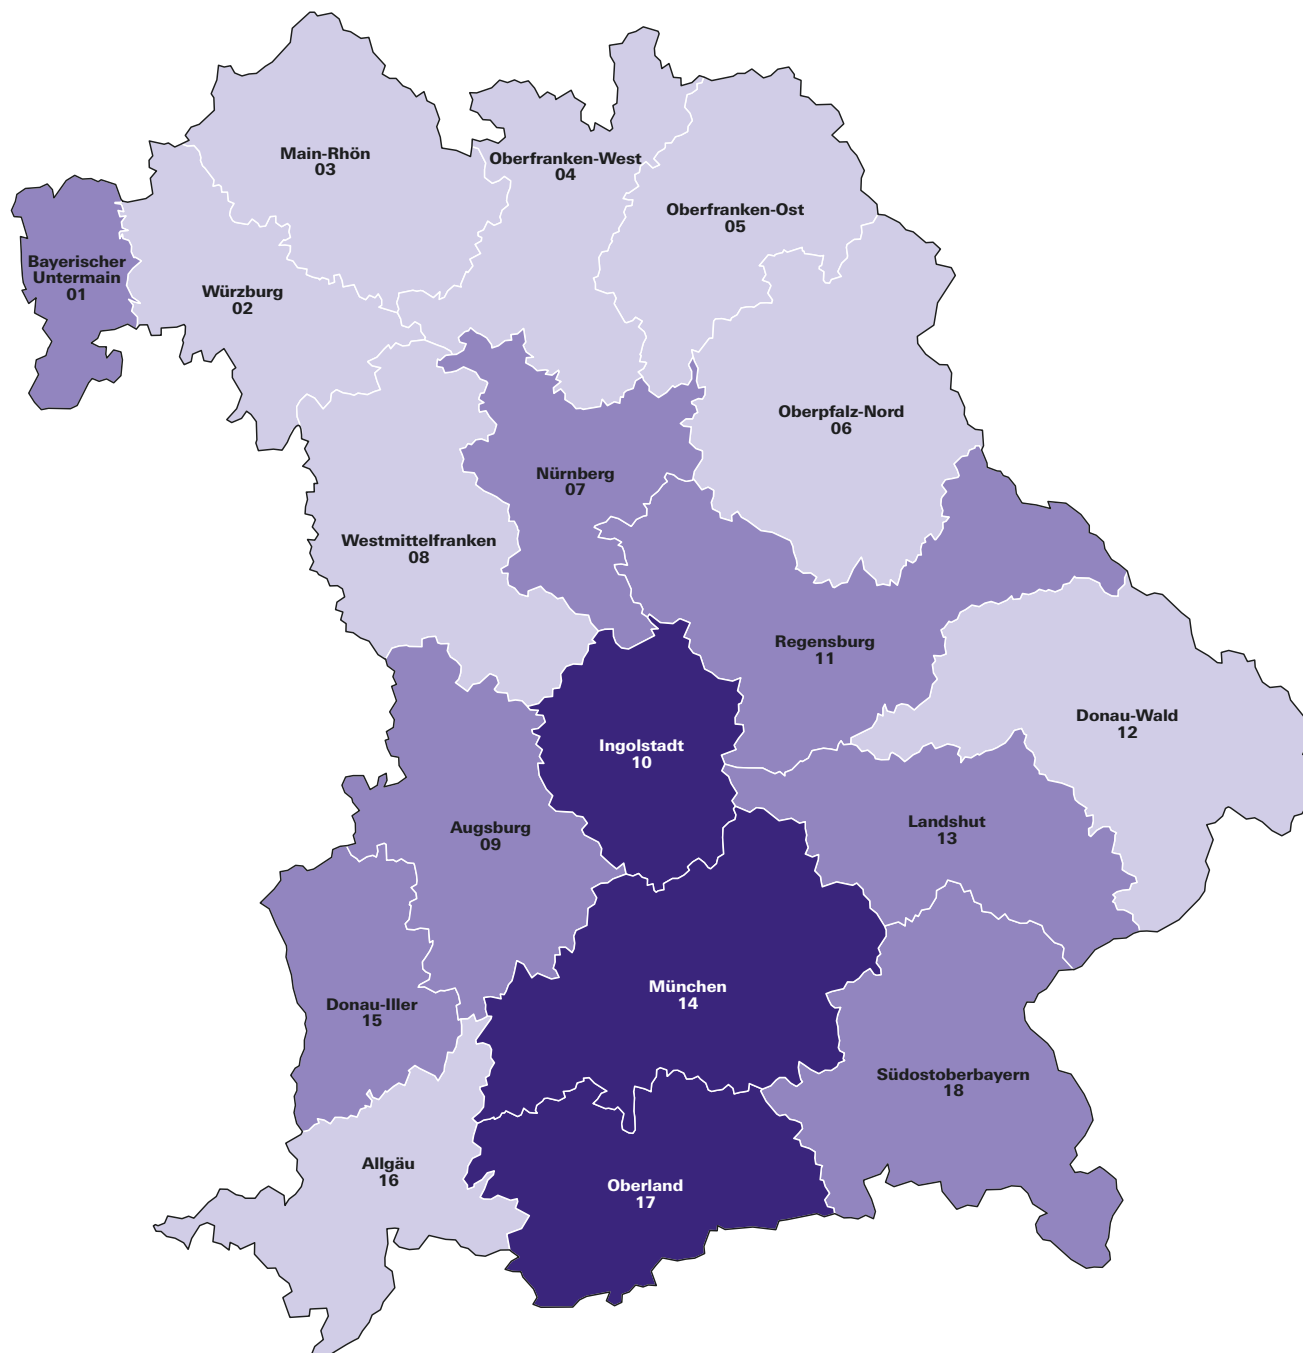 Main-Rhön
03
Oberfranken-West
04
Oberfranken-Ost
05
Bayerischer
Untermain
01
Würzburg
02
Oberpfalz-Nord
06
Nürnberg
07
Westmittelfranken
08
Regensburg
11
Donau-Wald
12
Ingolstadt
10
Augsburg
09
Landshut
13
München
14
Donau-Iller
15
Südostoberbayern
18
Allgäu
16
Oberland
17